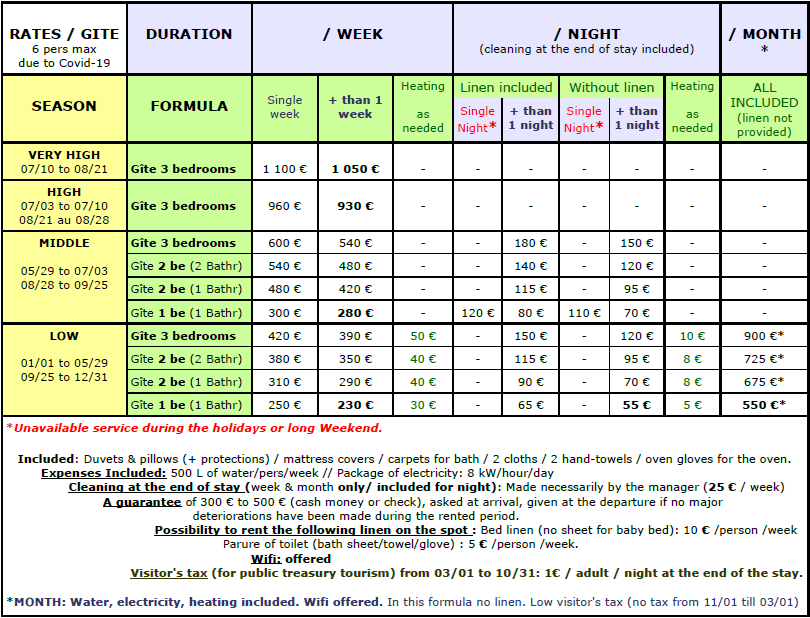 RATES / GITE
6 pers max
due to Covid-19
DURATION
/ WEEK
/ NIGHT
(cleaning at the end of stay included)
/ MONTH
*
SEASON
FORMULA
Single
week
+ than 1
week
Heating
as
needed
Linen included
Without linen
Single
Night*
+ than
1 night
Single
Night*
+ than
1 night
Heating
as
needed
ALL
INCLUDED
(linen not
provided)
VERY HIGH
07/10 to 08/21
Gîte 3 bedrooms 1 100 € 1 050 € - - - - - - -
HIGH
07/03 to 07/10
08/21 au 08/28
Gîte 3 bedrooms 960 € 930 € - - - - - - -
MIDDLE
05/29 to 07/03
08/28 to 09/25
Gîte 3 bedrooms 600 € 540 € - - 180 € - 150 € - -
Gîte 2 be (2 Bathr) 540 € 480 € - - 140 € - 120 € - -
Gîte 2 be (1 Bathr) 480 € 420 € - - 115 € - 95 € - -
Gîte 1 be (1 Bathr) 300 € 280 € - 120 € 80 € 110 € 70 € - -
LOW
01/01 to 05/29
09/25 to 12/31
Gîte 3 bedrooms 420 € 390 € 50 € - 150 € - 120 € 10 € 900 €*
Gîte 2 be (2 Bathr) 380 € 350 € 40 € - 115 € - 95 € 8 € 725 €*
Gîte 2 be (1 Bathr) 310 € 290 € 40 € - 90 € - 70 € 8 € 675 €*
Gîte 1 be (1 Bathr) 250 € 230 € 30 € - 65 € - 55 € 5 € 550 €*
*Unavailable service during the holidays or long Weekend.
Included: Duvets & pillows (+ protections) / mattress covers / carpets for bath / 2 cloths / 2 hand-towels / oven gloves for the oven.
Expenses Included: 500 L of water/pers/week // Package of electricity: 8 kW/hour/day
Cleaning at the end of stay (week & month only/ included for night): Made necessarily by the manager (25 € / week)
A guarantee of 300 € to 500 € (cash money or check), asked at arrival, given at the departure if no major
deteriorations have been made during the rented period.
Possibility to rent the following linen on the spot : Bed linen (no sheet for baby bed): 10 € /person /week
Parure of toilet (bath sheet/towel/glove) : 5 € /person /week.
Wifi: offered
Visitor's tax (for public treasury tourism) from 03/01 to 10/31: 1€ / adult / night at the end of the stay.
*MONTH: Water, electricity, heating included. Wifi offered. In this formula no linen. Low visitor's tax (no tax from 11/01 till 03/01)